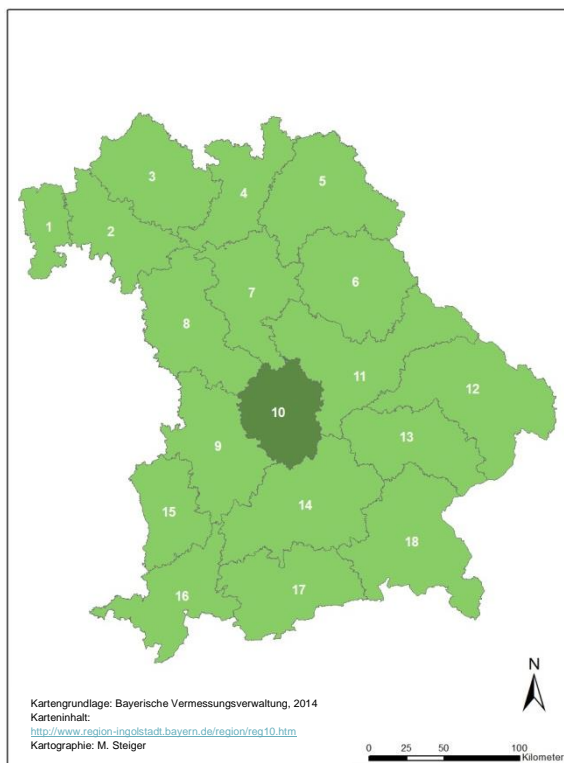 3
4
5
1
2
7
6
8
11
12
10
13
9
14
15
18
16
17
N
Kartengrundlage: Bayerische Vermessungsverwaltung, 2014
Karteninhalt:
http://www.region-ingolstadt.bayern.de/region/reg10.htm
Kartographie: M. Steiger
0 25 50 100
Kilometer